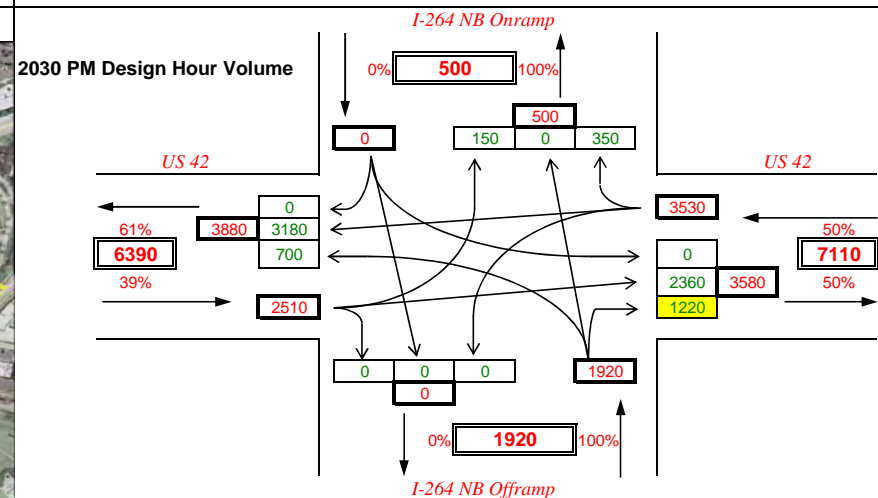 I-264 NB Onramp
2030 PM Design Hour Volume
0% 500 100%
500
0 150 0 350
US 42 US 42
0
61% 3880 3180 3530 50%
6390 700 0 7110
39% 2360 3580 50%
2510 1220
0 0 0 1920
0
0% 1920 100%
I-264 NB Offramp